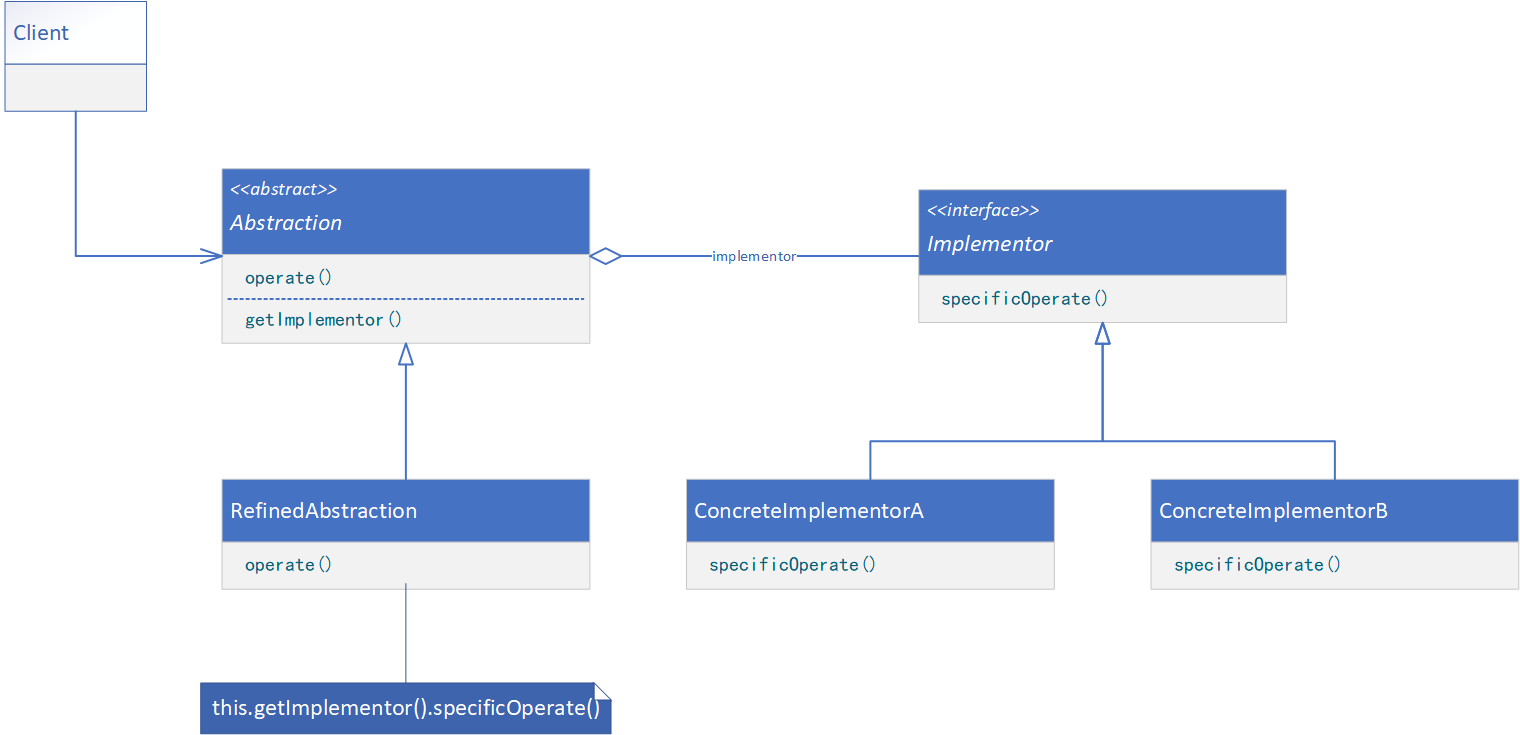 Client
<<abstract>>
Abstraction
operate()
getImplementor()
implementor
<<interface>>
Implementor
specificOperate()
RefinedAbstraction
operate()
ConcreteImplementorA
specificOperate()
ConcreteImplementorB
specificOperate()
this.getImplementor().specificOperate()